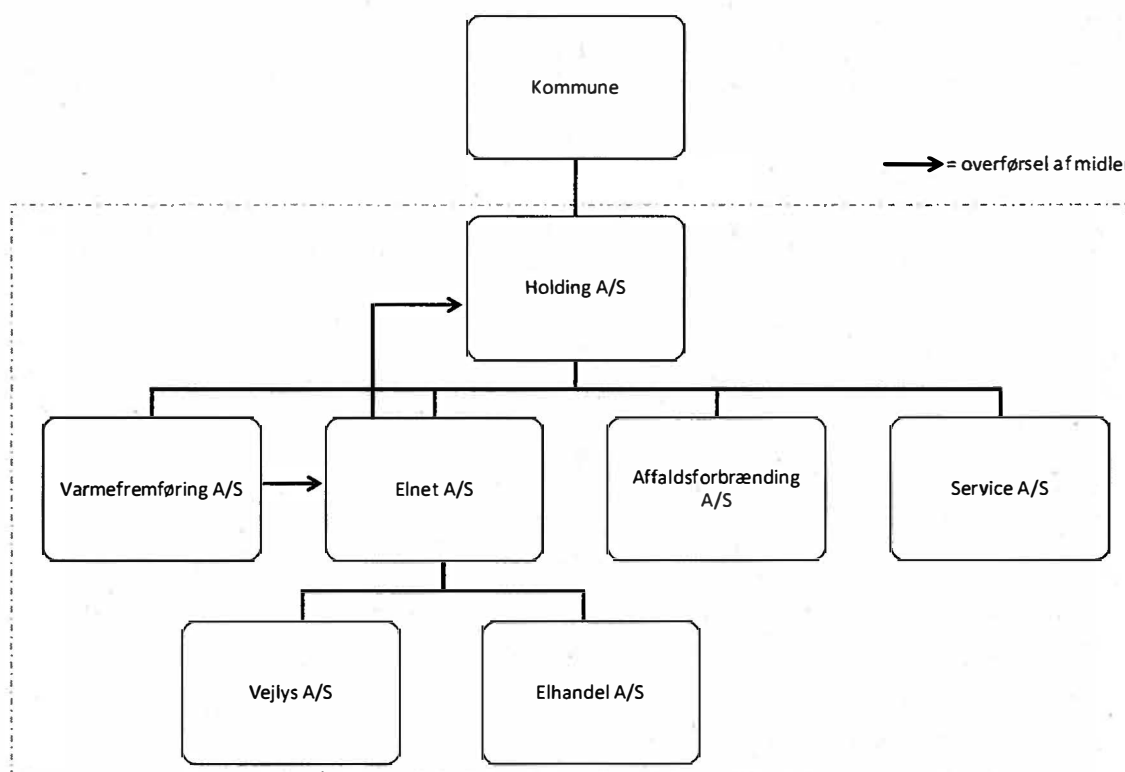 Kommune
= overførsel af midler
Holding A/S
Varmefremføring A/S
Elnet A/S
Affaldsforbrænding
A/S
Service A/S
Vejlys A/S
Elhandel A/S